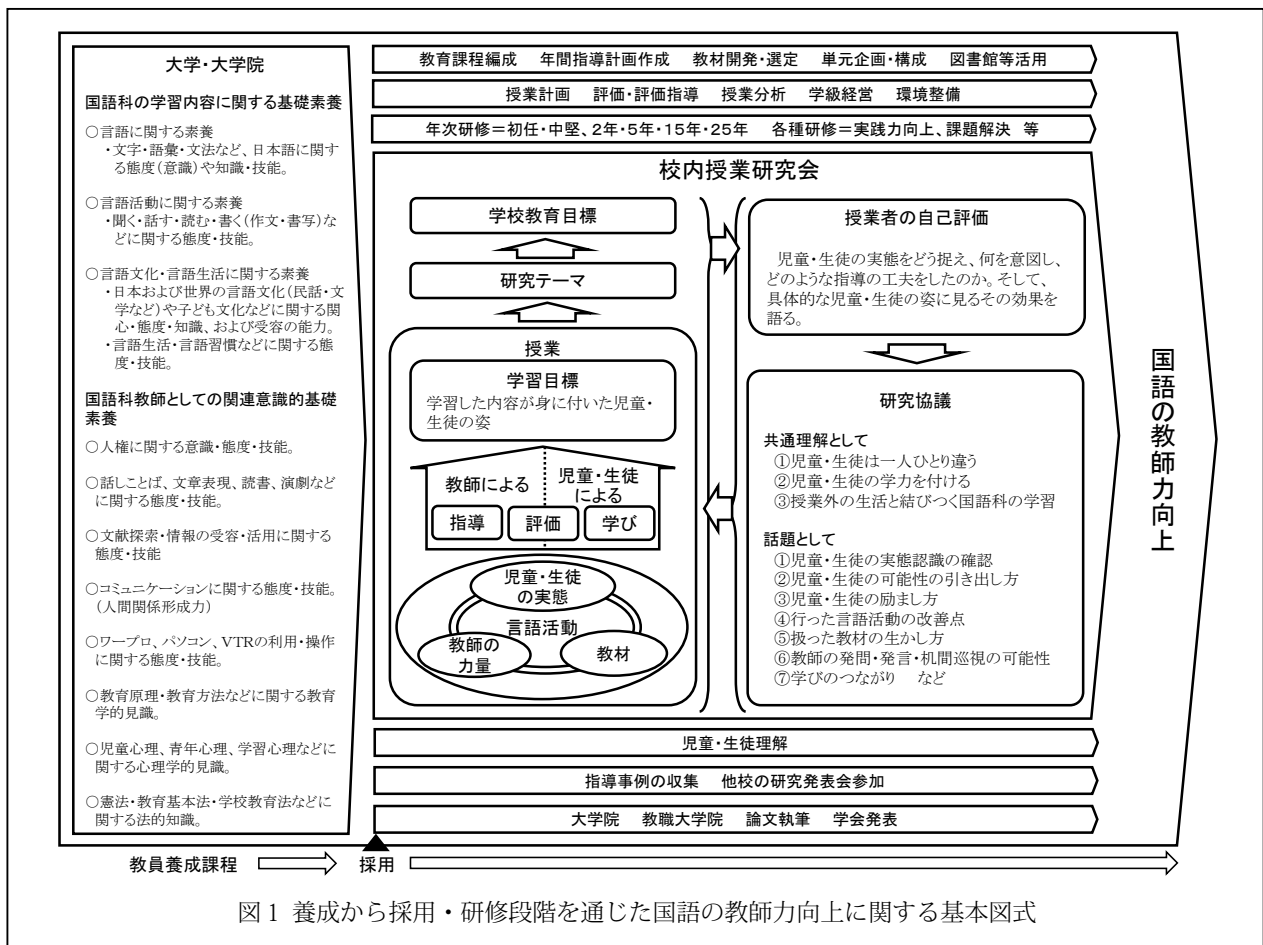 大学・大学院
国語科の学習内容に関する基礎素養
○言語に関する素養
・文字・語彙・文法など、日本語に関す
る態度(意識)や知識・技能。
○言語活動に関する素養
・聞く・話す・読む・書く(作文・書写)な
どに関する態度・技能。
○言語文化・言語生活に関する素養
・日本および世界の言語文化(民話・文
学など)や子ども文化などに関する関
心・態度・知識、および受容の能力。
・言語生活・言語習慣などに関する態
度・技能。
国語科教師としての関連意識的基礎
素養
○人権に関する意識・態度・技能。
○話しことば、文章表現、読書、演劇など
に関する態度・技能。
○文献探索・情報の受容・活用に関する
態度・技能
○コミュニケーションに関する態度・技能。
(人間関係形成力)
○ワープロ、パソコン、VTRの利用・操作
に関する態度・技能。
○教育原理・教育方法などに関する教育
学的見識。
○児童心理、青年心理、学習心理などに
関する心理学的見識。
○憲法・教育基本法・学校教育法などに
関する法的知識。
教育課程編成 年間指導計画作成 教材開発・選定 単元企画・構成 図書館等活用
授業計画 評価・評価指導 授業分析 学級経営 環境整備
年次研修=初任・中堅、2年・5年・15年・25年 各種研修=実践力向上、課題解決 等
校内授業研究会
学校教育目標
研究テーマ
授業
学習目標
学習した内容が身に付いた児童・
生徒の姿
教師による
児童・生徒
による
指導
評価
学び
児童・生徒
の実態
言語活動
教師の
力量
教材
授業者の自己評価
児童・生徒の実態をどう捉え、何を意図し、
どのような指導の工夫をしたのか。そして、
具体的な児童・生徒の姿に見るその効果を
語る。
研究協議
共通理解として
①児童・生徒は一人ひとり違う
②児童・生徒の学力を付ける
③授業外の生活と結びつく国語科の学習
話題として
①児童・生徒の実態認識の確認
②児童・生徒の可能性の引き出し方
③児童・生徒の励まし方
④行った言語活動の改善点
⑤扱った教材の生かし方
⑥教師の発問・発言・机間巡視の可能性
⑦学びのつながり など
児童・生徒理解
指導事例の収集 他校の研究発表会参加
大学院 教職大学院 論文執筆 学会発表
国語の教師力向上
教員養成課程
採用
図1 養成から採用・研修段階を通じた国語の教師力向上に関する基本図式